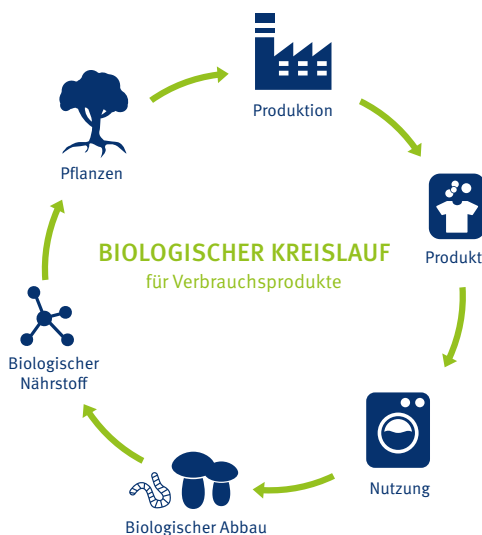 Produktion
Pflanzen
BIOLOGISCHER KREISLAUF
für Verbrauchsprodukte
Produkt
Biologischer
Nährstoff
Nutzung
Biologischer Abbau